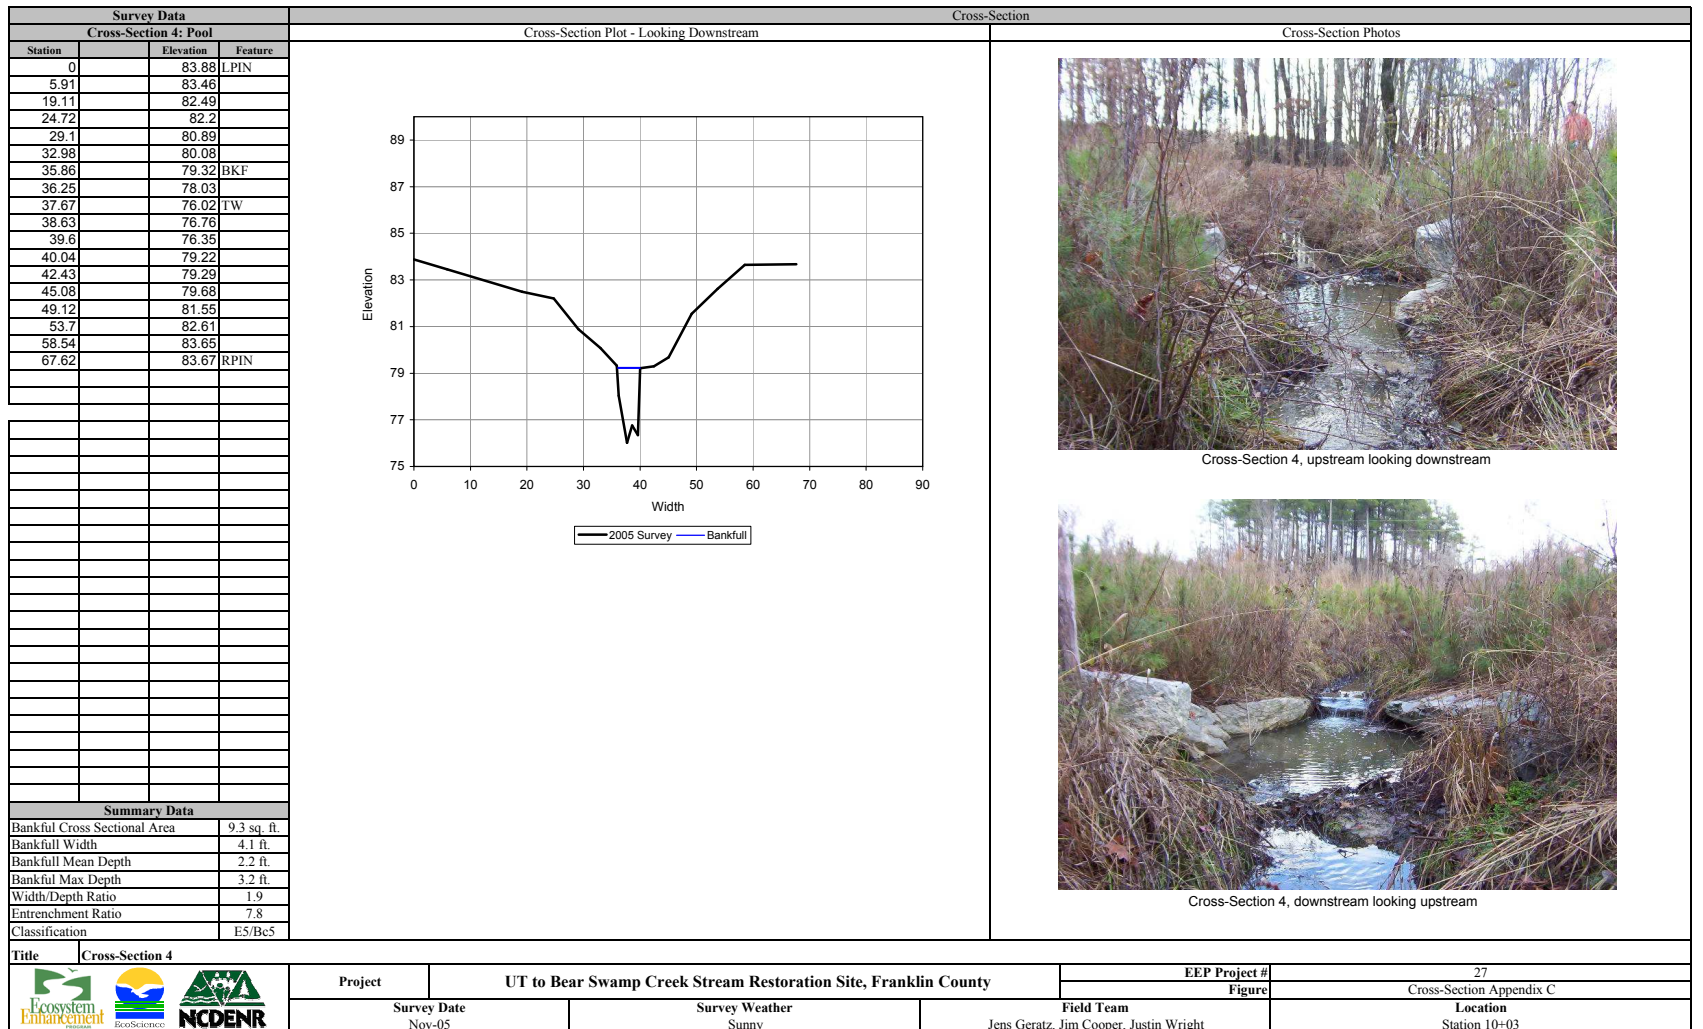 Survey Data
Cross-Section
Cross-Section 4: Pool
Cross-Section Plot - Looking Downstream
Cross-Section Photos
Station Elevation Feature
0 83.88 LPIN
5.91 83.46
19.11 82.49
24.72 82.2
29.1 80.89
32.98 80.08
35.86 79.32 BKF
36.25 78.03
37.67 76.02 TW
38.63 76.76
39.6 76.35
40.04 79.22
42.43 79.29
45.08 79.68
49.12 81.55
53.7 82.61
58.54 83.65
67.62 83.67 RPIN
89
87
85
83
81
79
77
75
Elevation
0 10 20 30 40 50 60 70 80 90
Width
2005 Survey Bankfull
Cross-Section 4, upstream looking downstream
Cross-Section 4, downstream looking upstream
Summary Data
Bankful Cross Sectional Area 9.3 sq. ft.
Bankfull Width 4.1 ft.
Bankfull Mean Depth 2.2 ft.
Bankful Max Depth 3.2 ft.
Width/Depth Ratio 1.9
Entrenchment Ratio 7.8
Classification E5/Bc5
Title Cross-Section 4
Ecosystem
Enhancement
PROGRAM
EcoScience
NCDENR
Project UT to Bear Swamp Creek Stream Restoration Site, Franklin County
EEP Project # 27
Figure Cross-Section Appendix C
Survey Date Survey Weather Field Team Location
Nov-05 Sunny Jens Geratz, Jim Cooper, Justin Wright Station 10+03